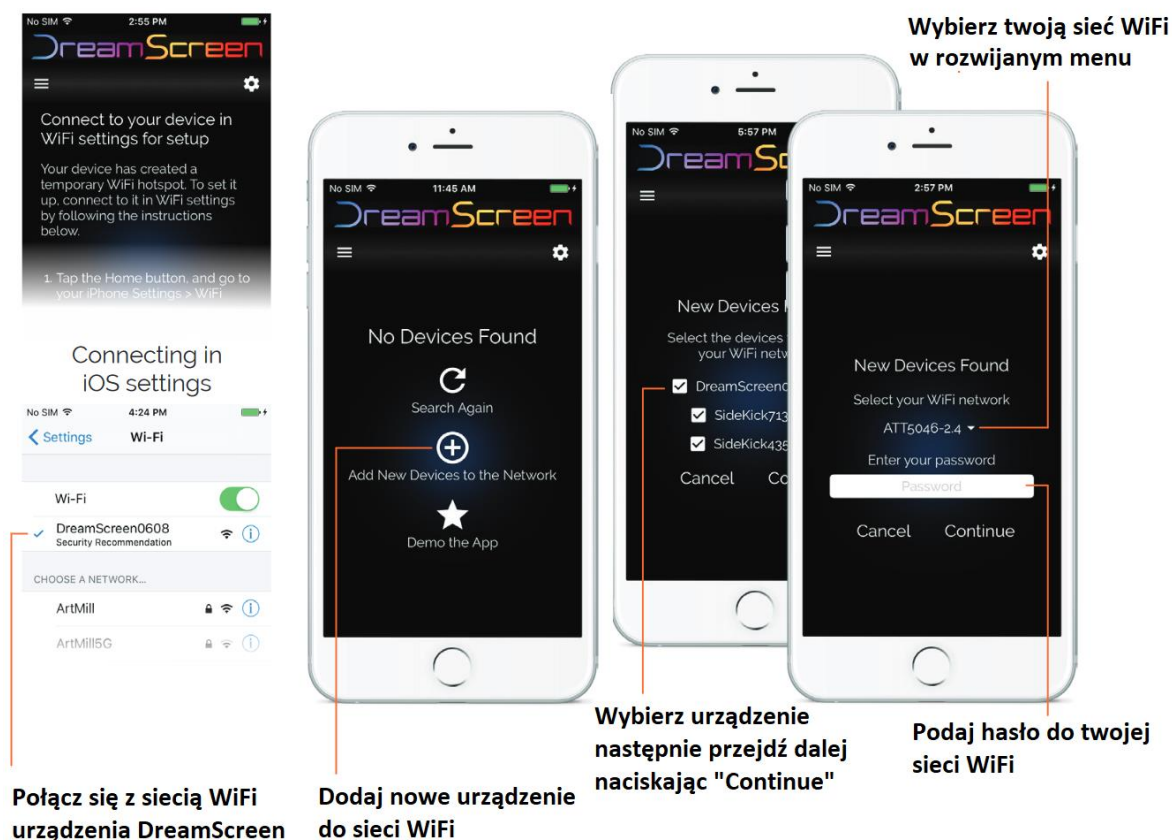 No SIM 2:55 PM
DreamScreen
Connect to your device in
WiFi settings for setup
Your device has created a
temporary WiFi hotspot. To set it
up, connect to it in WiFi settings
by following the instructions
below.
1. Tap the Home button, and go to
your iPhone Settings > WiFi
Connecting in
iOS settings
No SIM 4:24 PM
Settings Wi-Fi
Wi-Fi
DreamScreen0608
Security Recommendation
CHOOSE A NETWORK...
ArtMill
ArtMill5G
Połącz się z siecią WiFi
urządzenia DreamScreen
No SIM 11:45 AM
DreamScreen
No Devices Found
Search Again
Add New Devices to the Network
Demo the App
Dodaj nowe urządzenie
do sieci WiFi
No SIM 5:57 PM
New Devices
Select the devices
your WiFi
SideKick713
SideKick435
Cancel
Wybierz urządzenie
następnie przejdź dalej
naciskając "Continue"
Wybierz twoją sieć WiFi
w rozwijanym menu
No SIM 2:57 PM
DreamScreen
New Devices Found
Select your WiFi network
ATT5046-2.4
Enter your password
Password
Cancel Continue
Podaj hasło do twojej
sieci WiFi